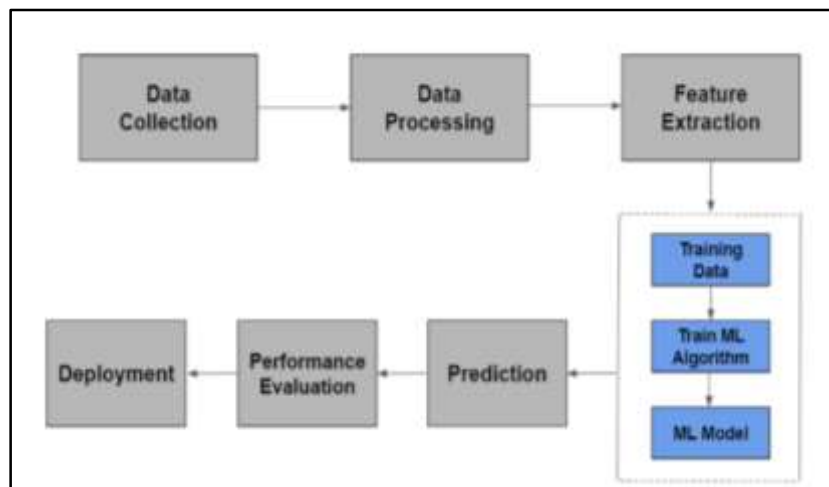 Data
Collection
Data
Processing
Feature
Extraction
Training
Data
Train ML
Algorithm
ML Model
Prediction
Performance
Evaluation
Deployment